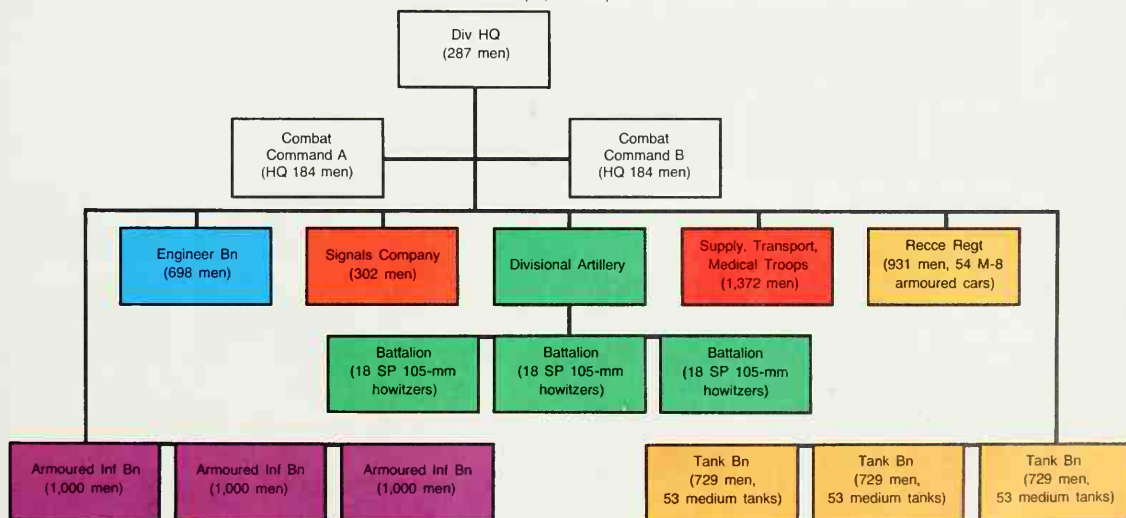 Div HQ
(287 men)
Combat
Command A
(HQ 184 men)
Combat
Command B
(HQ 184 men)
Engineer Bn
(698 men)
Signals Company
(302 men)
Divisional Artillery
Supply, Transport,
Medical Troops
(1,372 men)
Recce Regt
(931 men, 54 M-8
armoured cars)
Battalion
(18 SP 105-mm
howitzers)
Battalion
(18 SP 105-mm
howitzers)
Battalion
(18 SP 105-mm
howitzers)
Armoured Inf Bn
(1,000 men)
Armoured Inf Bn
(1,000 men)
Armoured Inf Bn
(1,000 men)
Tank Bn
(729 men,
53 medium tanks)
Tank Bn
(729 men,
53 medium tanks)
Tank Bn
(729 men,
53 medium tanks)